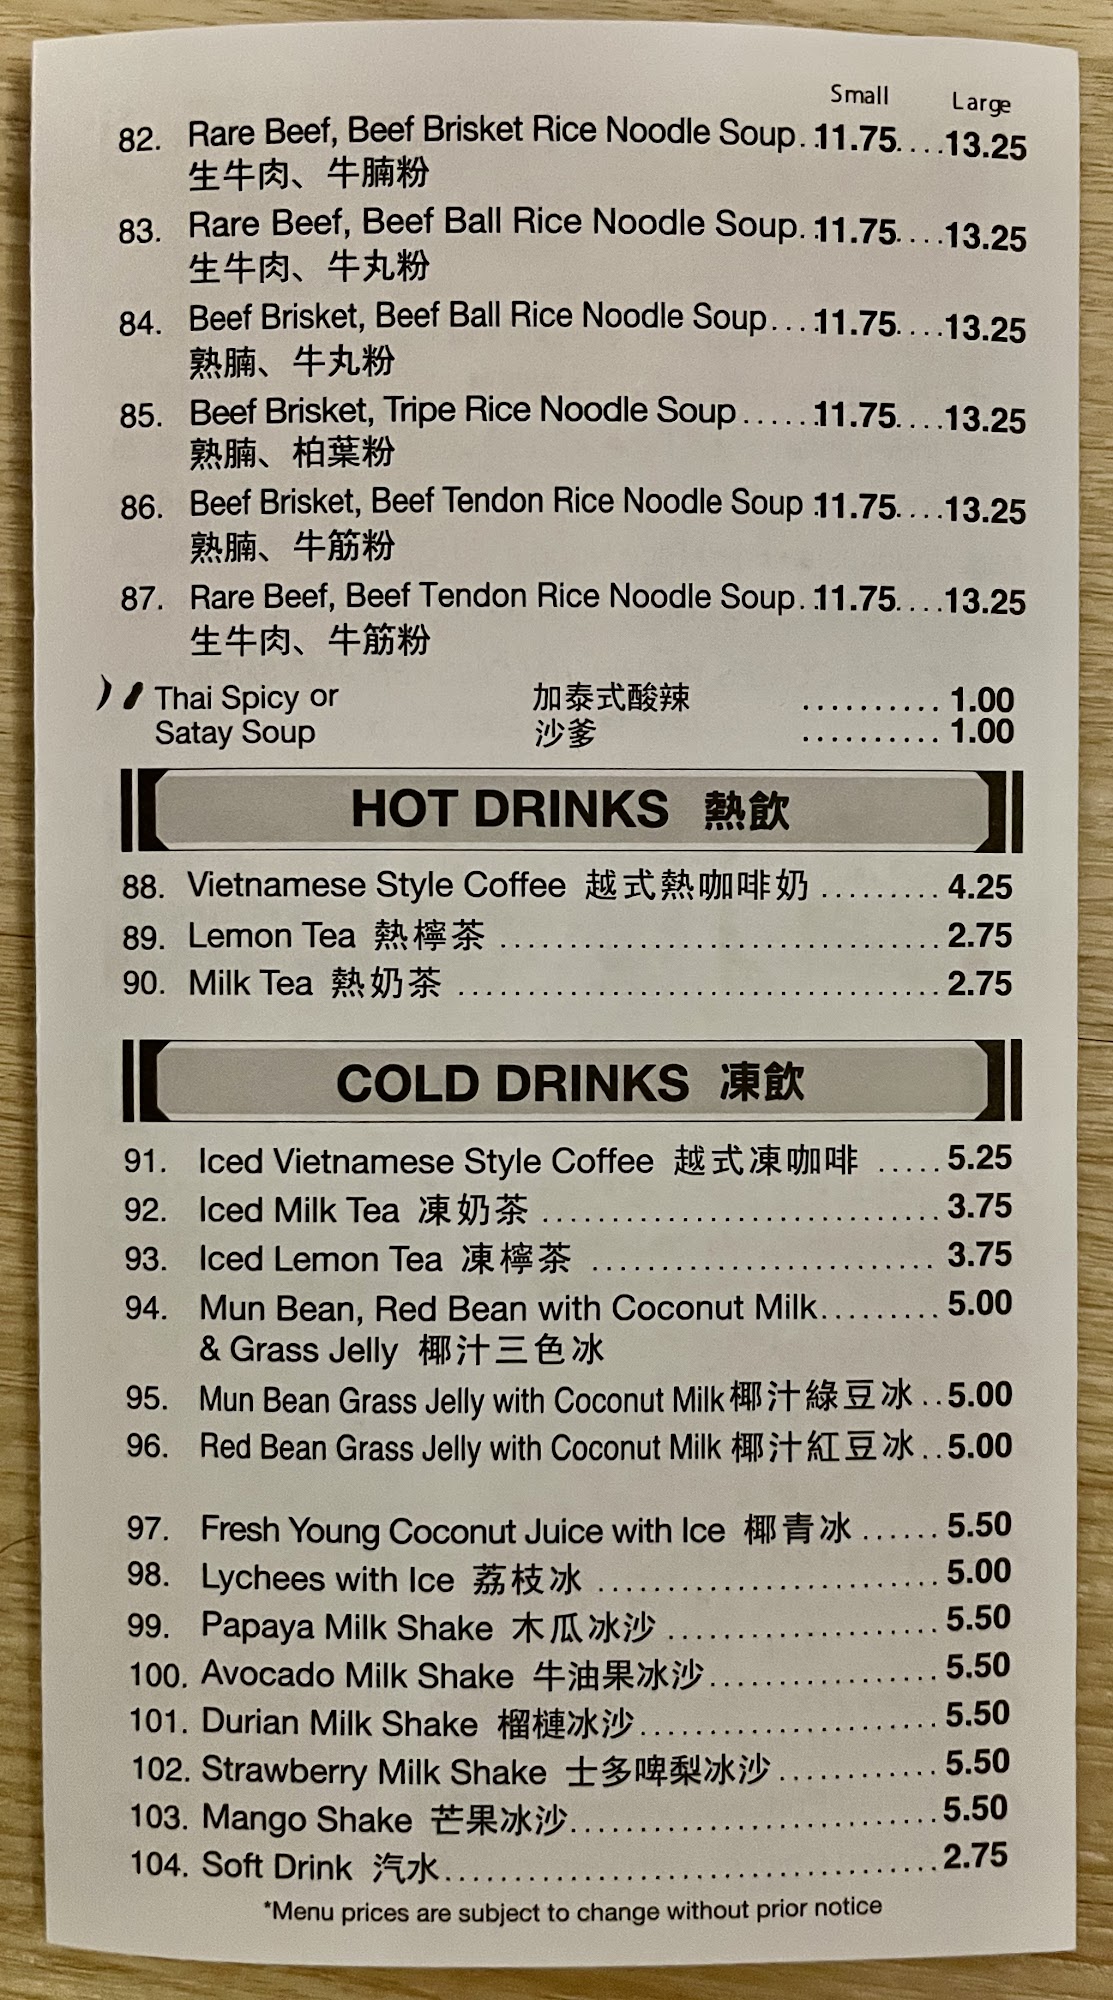 Small Large
82. Rare Beef, Beef Brisket Rice Noodle Soup..11.75....13.25
生牛肉、牛腩粉
83. Rare Beef, Beef Ball Rice Noodle Soup..11.75....13.25
生牛肉、牛丸粉
84. Beef Brisket, Beef Ball Rice Noodle Soup....11.75....13.25
熟腩、牛丸粉
85. Beef Brisket, Tripe Rice Noodle Soup......11.75....13.25
熟腩、柏葉粉
86. Beef Brisket, Beef Tendon Rice Noodle Soup .11.75....13.25
熟腩、牛筋粉
87. Rare Beef, Beef Tendon Rice Noodle Soup..11.75....13.25
生牛肉、牛筋粉
Thai Spicy or 加泰式酸辣 .......... 1.00
Satay Soup 沙爹 .......... 1.00
HOT DRINKS 熱飲
88. Vietnamese Style Coffee 越式熱咖啡奶 ......... 4.25
89. Lemon Tea 熱檸茶 ................................ 2.75
90. Milk Tea 熱奶茶 ................................... 2.75
COLD DRINKS 凍飲
91. Iced Vietnamese Style Coffee 越式凍咖啡 ..... 5.25
92. Iced Milk Tea 凍奶茶 ............................. 3.75
93. Iced Lemon Tea 凍檸茶 ......................... 3.75
94. Mun Bean, Red Bean with Coconut Milk......... 5.00
& Grass Jelly 椰汁三色冰
95. Mun Bean Grass Jelly with Coconut Milk 椰汁綠豆冰 .. 5.00
96. Red Bean Grass Jelly with Coconut Milk 椰汁紅豆冰 .. 5.00
97. Fresh Young Coconut Juice with Ice 椰青冰 ...... 5.50
98. Lychees with Ice 荔枝冰 ......................... 5.00
99. Papaya Milk Shake 木瓜冰沙 .................... 5.50
100. Avocado Milk Shake 牛油果冰沙................. 5.50
101. Durian Milk Shake 榴槤冰沙...................... 5.50
102. Strawberry Milk Shake 士多啤梨冰沙............ 5.50
103. Mango Shake 芒果冰沙........................... 5.50
104. Soft Drink 汽水.................................... 2.75
*Menu prices are subject to change without prior notice